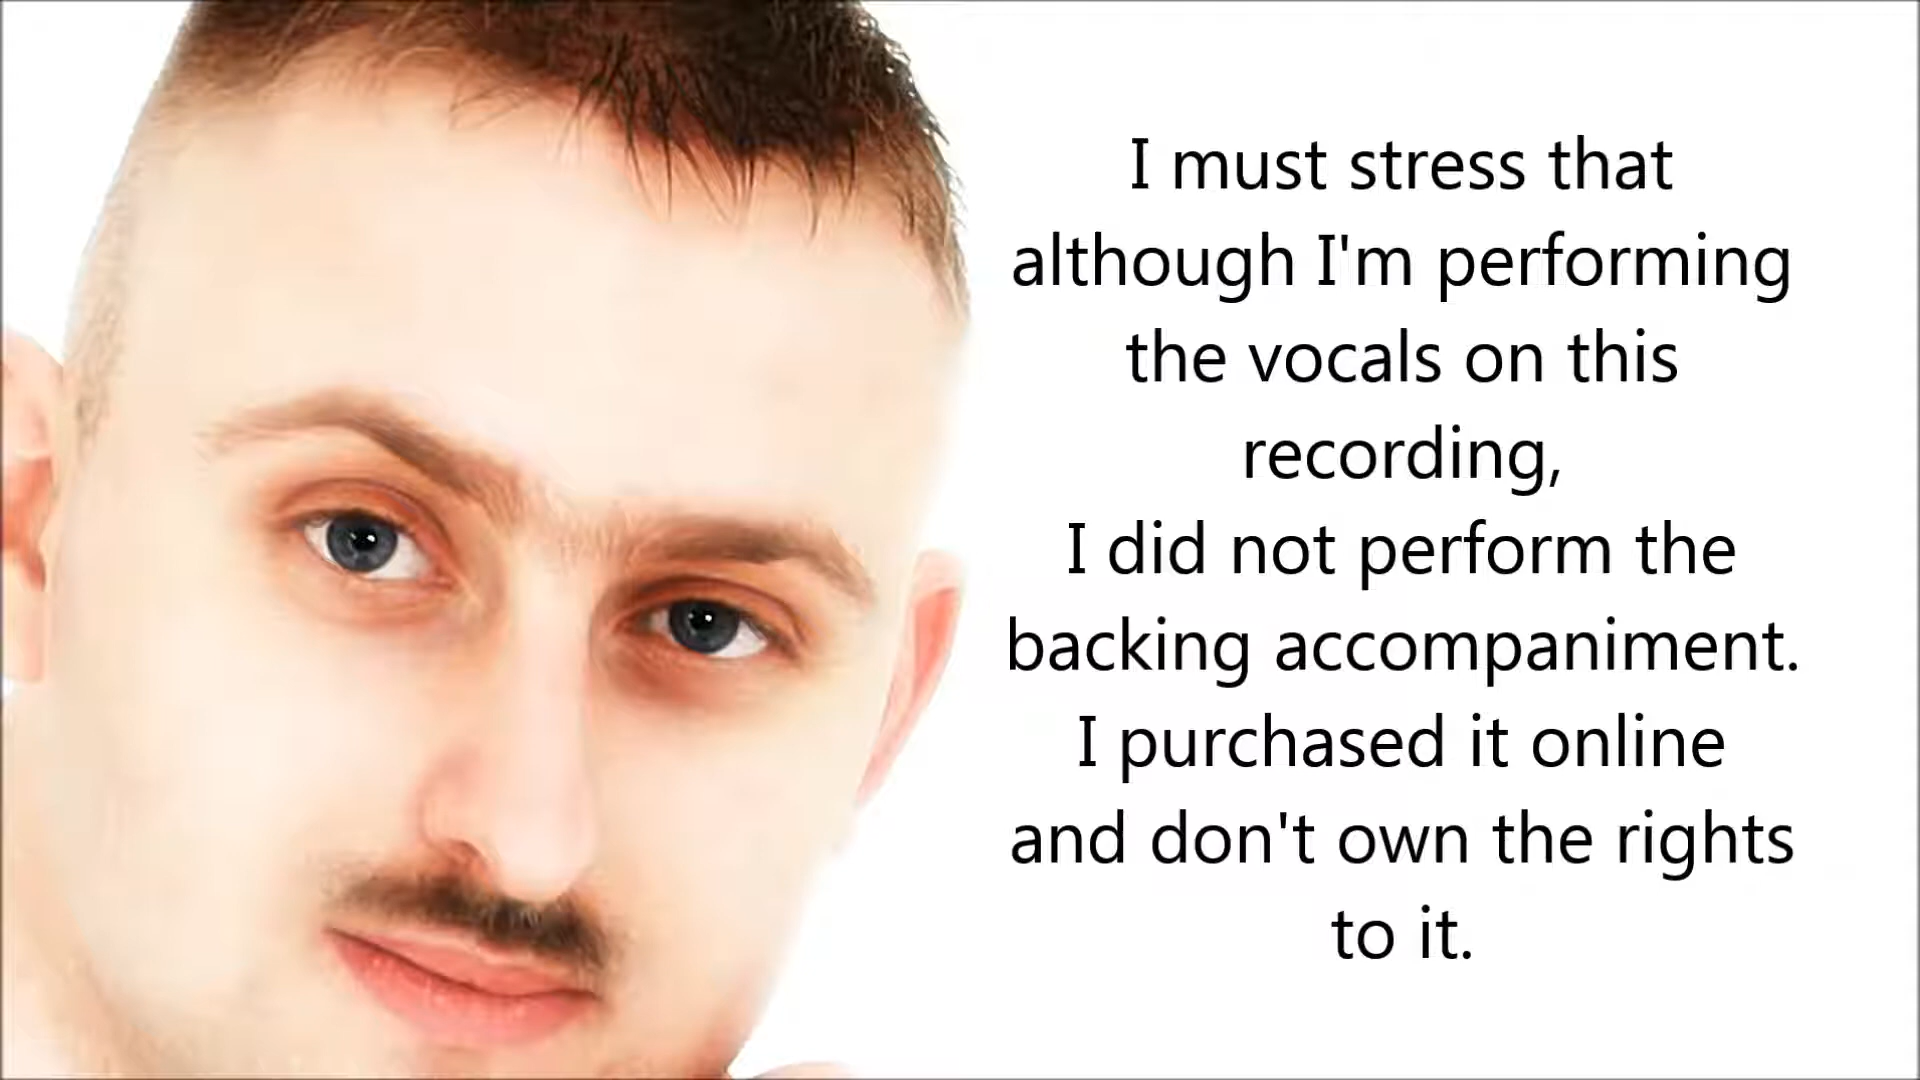 I must stress that
although I'm performing
the vocals on this
recording,
I did not perform the
backing accompaniment.
I purchased it online
and don't own the rights
to it.